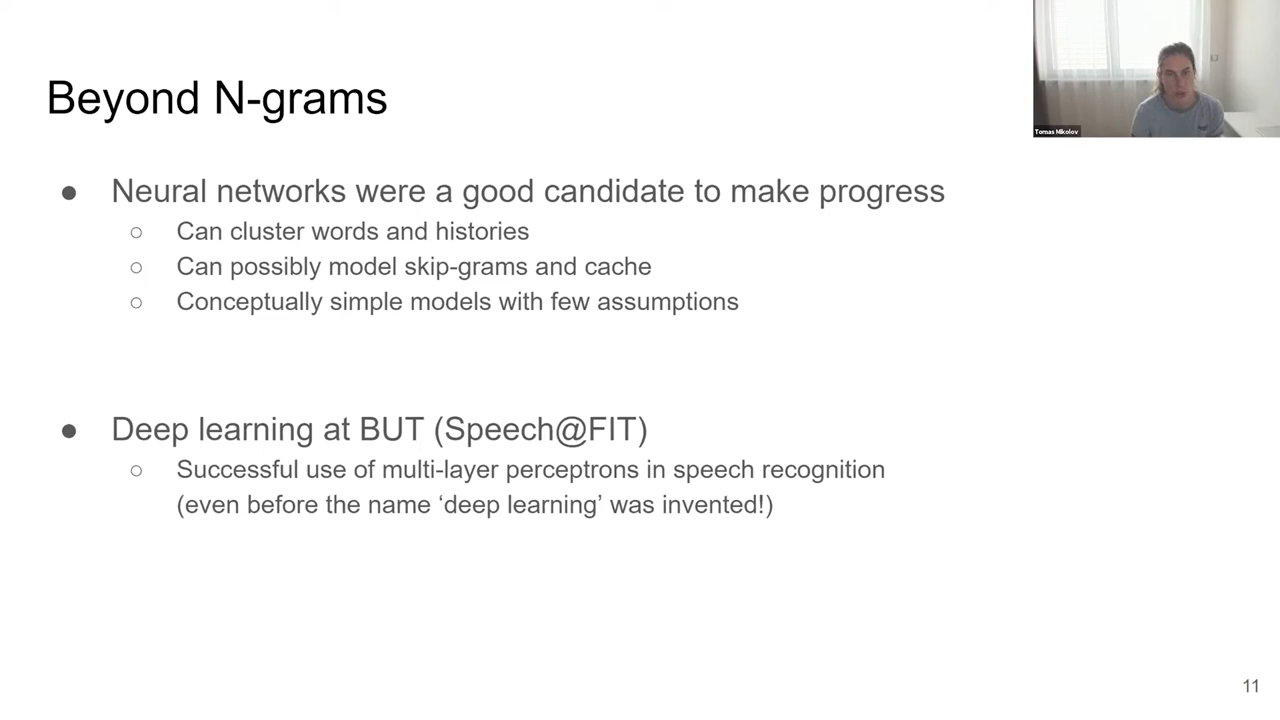 Beyond N-grams
Tomas Mikolov
● Neural networks were a good candidate to make progress
○ Can cluster words and histories
○ Can possibly model skip-grams and cache
○ Conceptually simple models with few assumptions
● Deep learning at BUT (Speech@FIT)
○ Successful use of multi-layer perceptrons in speech recognition
(even before the name ‘deep learning’ was invented!)
11